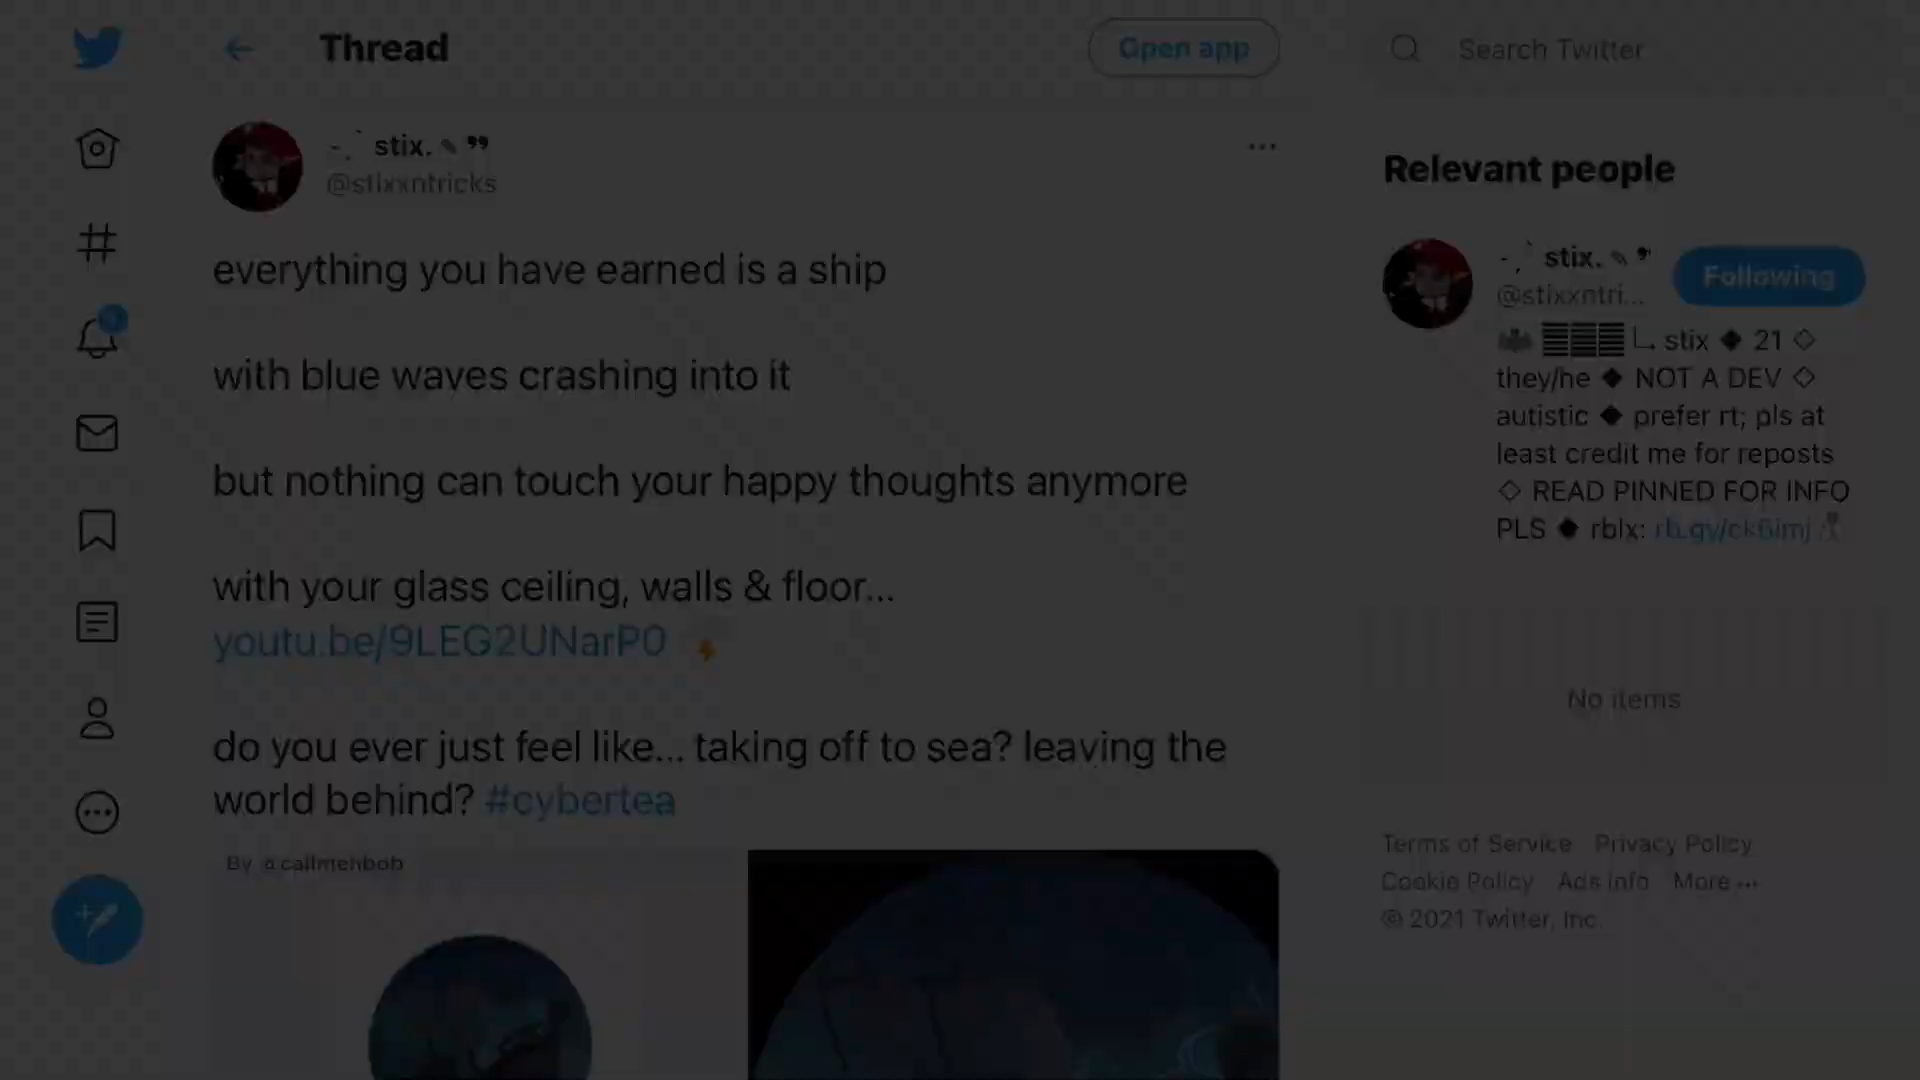 Thread
Open app
Search Twitter
stix.
@stixxntricks
everything you have earned is a ship
with blue waves crashing into it
but nothing can touch your happy thoughts anymore
with your glass ceiling, walls & floor...
youtu.be/9LEG2UNarP0
do you ever just feel like... taking off to sea? leaving the
world behind? #cybertea
By @callmehbob
Relevant people
stix.
Following
@stixxntri...
stix ◆ 21 ◇
they/he ◆ NOT A DEV ◇
autistic ◆ prefer rt; pls at
least credit me for reposts
◇ READ PINNED FOR INFO
PLS ◆ rblx: rb.gy/ck6imj
No items
Terms of Service Privacy Policy
Cookie Policy Ads info More ...
© 2021 Twitter, Inc.